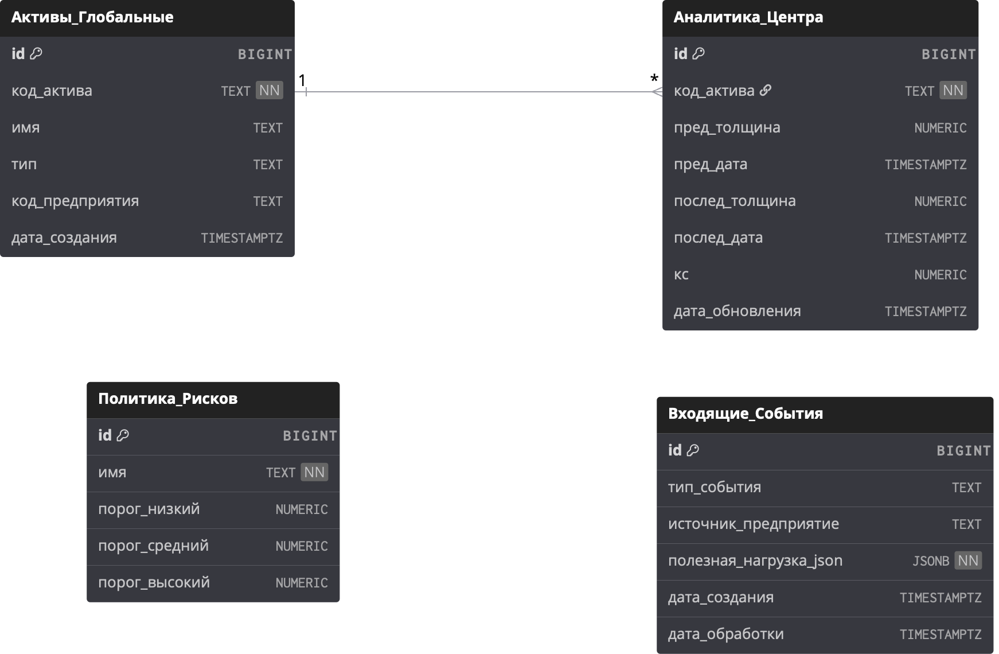 Активы_Глобальные
id BIGINT
код_актива TEXT NN
имя TEXT
тип TEXT
код_предприятия TEXT
дата_создания TIMESTAMPTZ
1 *
Аналитика_Центра
id BIGINT
код_актива TEXT NN
пред_толщина NUMERIC
пред_дата TIMESTAMPTZ
послед_толщина NUMERIC
послед_дата TIMESTAMPTZ
кс NUMERIC
дата_обновления TIMESTAMPTZ
Политика_Рисков
id BIGINT
имя TEXT NN
порог_низкий NUMERIC
порог_средний NUMERIC
порог_высокий NUMERIC
Входящие_События
id BIGINT
тип_события TEXT
источник_предприятие TEXT
полезная_нагрузка_json JSONB NN
дата_создания TIMESTAMPTZ
дата_обработки TIMESTAMPTZ